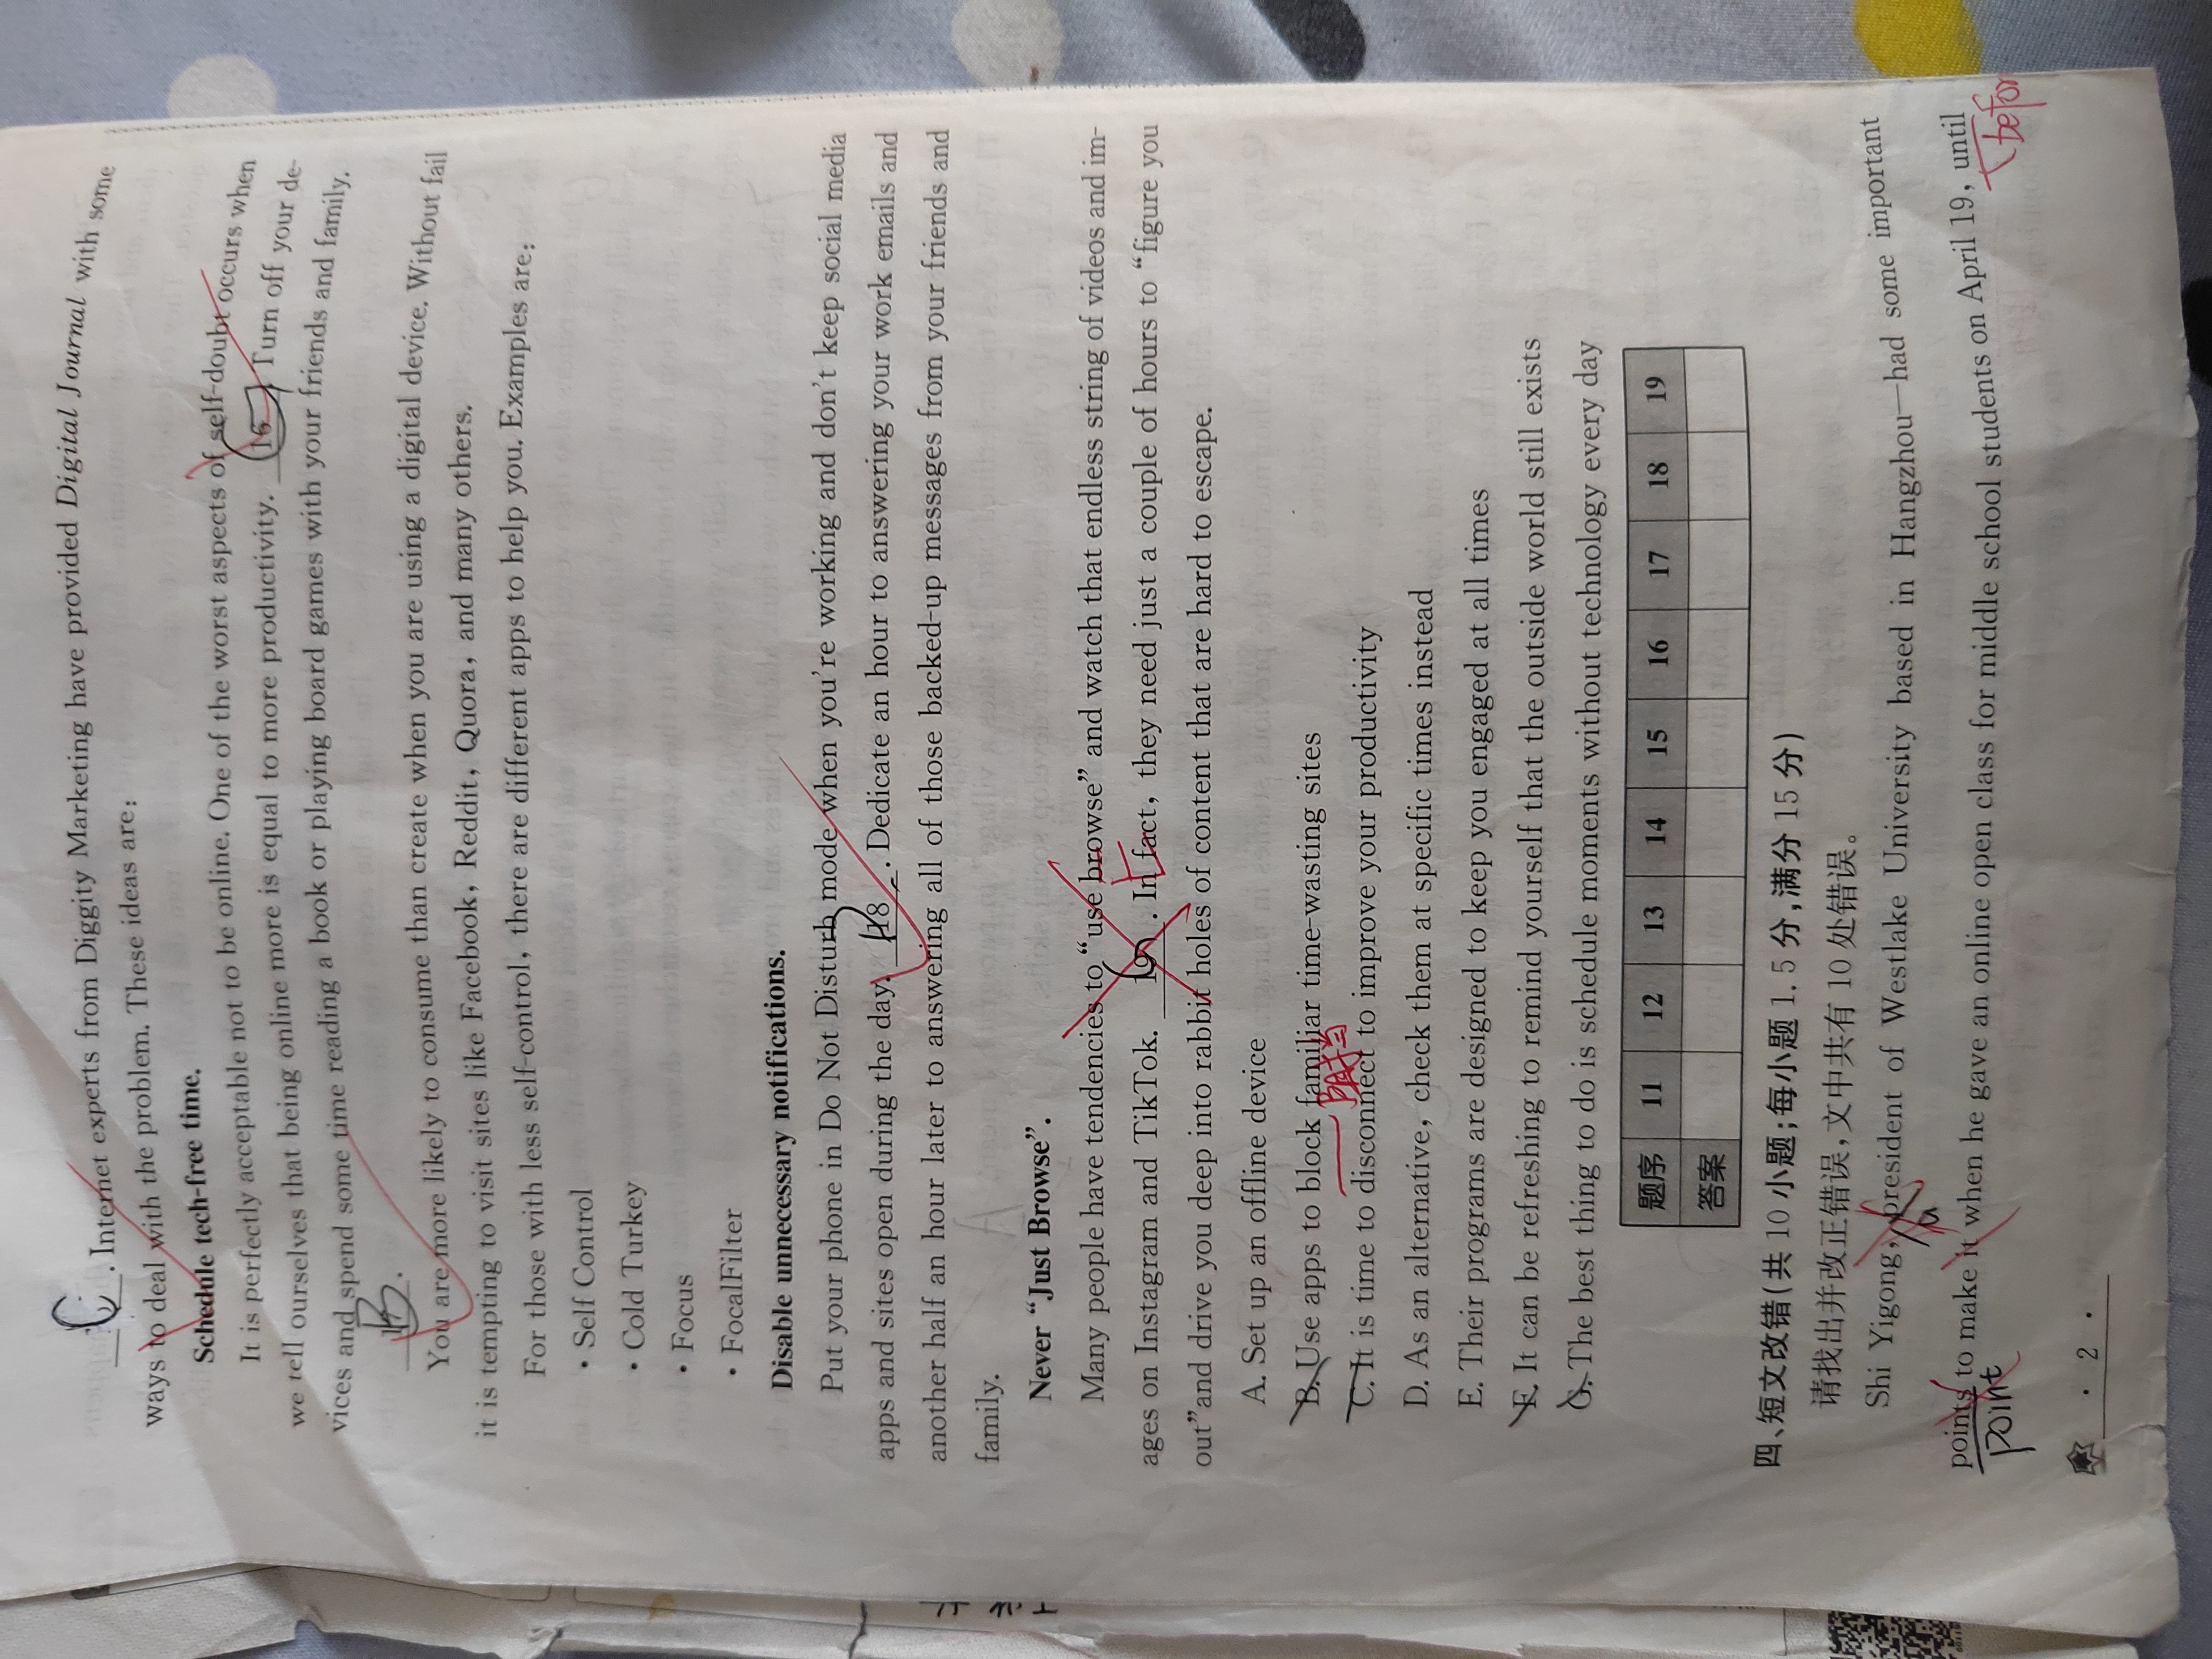 C. Internet experts from Diggity Marketing have provided Digital Journal with some
ways to deal with the problem. These ideas are:
Schedule tech-free time.
It is perfectly acceptable not to be online. One of the worst aspects of self-doubt occurs when
we tell ourselves that being online more is equal to more productivity. 16. Turn off your de-
vices and spend some time reading a book or playing board games with your friends and family.
B.
You are more likely to consume than create when you are using a digital device. Without fail
it is tempting to visit sites like Facebook, Reddit, Quora, and many others.
For those with less self-control, there are different apps to help you. Examples are:
• Self Control
• Cold Turkey
• Focus
• FocalFilter
Disable unnecessary notifications.
Put your phone in Do Not Disturb mode when you're working and don't keep social media
apps and sites open during the day. 18. Dedicate an hour to answering your work emails and
another half an hour later to answering all of those backed-up messages from your friends and
family.
Never “Just Browse”.
Many people have tendencies to “use browse” and watch that endless string of videos and im-
ages on Instagram and TikTok. 19. In fact, they need just a couple of hours to “figure you
out”and drive you deep into rabbit holes of content that are hard to escape.
A. Set up an offline device
B. Use apps to block familiar time-wasting sites
C. It is time to disconnect to improve your productivity
D. As an alternative, check them at specific times instead
E. Their programs are designed to keep you engaged at all times
F. It can be refreshing to remind yourself that the outside world still exists
G. The best thing to do is schedule moments without technology every day
题序 11 12 13 14 15 16 17 18 19
答案
四、短文改错(共 10 小题;每小题 1.5 分,满分 15 分)
请找出并改正错误,文中共有 10 处错误。
Shi Yigong, president of Westlake University based in Hangzhou—had some important
a
points to make it when he gave an online open class for middle school students on April 19, until
point
befor
· 2 ·